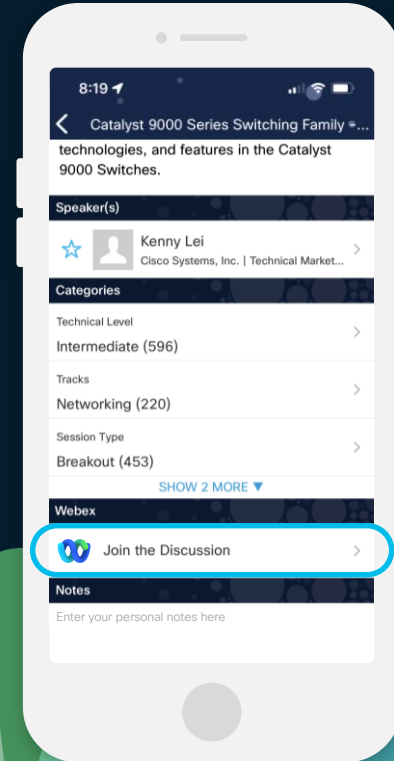 8:19
Catalyst 9000 Series Switching Family -...
technologies, and features in the Catalyst
9000 Switches.
Speaker(s)
Kenny Lei
Cisco Systems, Inc. | Technical Market...
Categories
Technical Level
Intermediate (596)
Tracks
Networking (220)
Session Type
Breakout (453)
SHOW 2 MORE ▼
Webex
Join the Discussion
Notes
Enter your personal notes here